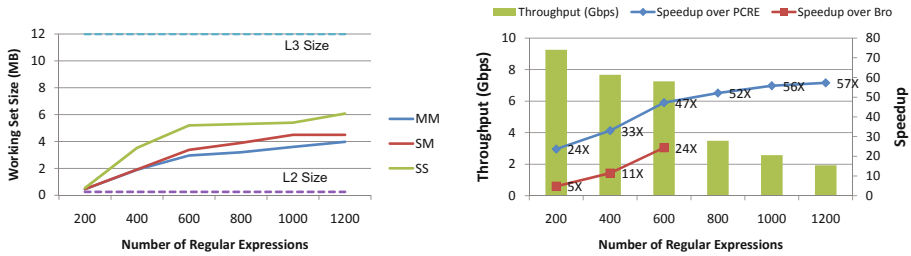 12
10
8
6
4
2
0
Working Set Size (MB)
L3 Size
L2 Size
200 400 600 800 1000 1200
Number of Regular Expressions
MM
SM
SS
Throughput (Gbps) Speedup over PCRE Speedup over Bro
10
8
6
4
2
0
Throughput (Gbps)
24X 33X 47X 52X 56X 57X
5X 11X 24X
80
70
60
50
40
30
20
10
0
Speedup
200 400 600 800 1000 1200
Number of Regular Expressions